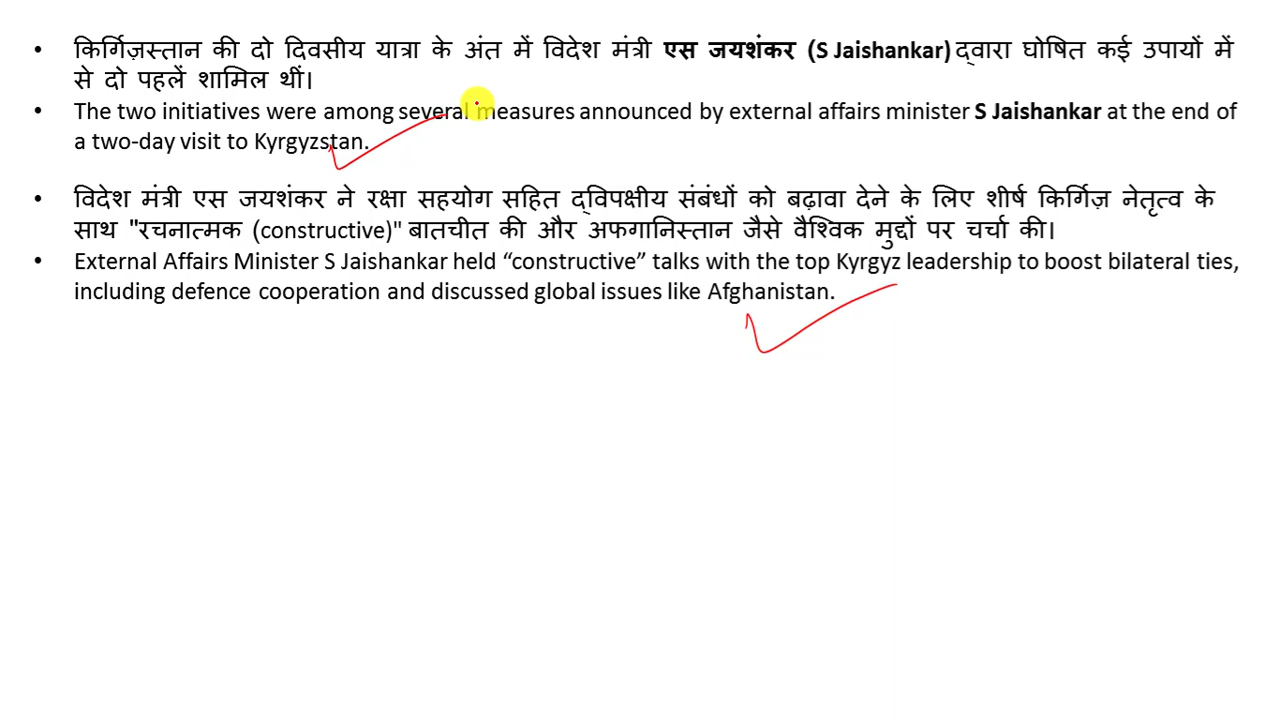 • किर्गिज़स्तान की दो दिवसीय यात्रा के अंत में विदेश मंत्री एस जयशंकर (S Jaishankar) द्वारा घोषित कई उपायों में
से दो पहलें शामिल थीं।
• The two initiatives were among several measures announced by external affairs minister S Jaishankar at the end of
a two-day visit to Kyrgyzstan.
• विदेश मंत्री एस जयशंकर ने रक्षा सहयोग सहित द्विपक्षीय संबंधों को बढ़ावा देने के लिए शीर्ष किर्गिज़ नेतृत्व के
साथ "रचनात्मक (constructive)" बातचीत की और अफगानिस्तान जैसे वैश्विक मुद्दों पर चर्चा की।
• External Affairs Minister S Jaishankar held “constructive” talks with the top Kyrgyz leadership to boost bilateral ties,
including defence cooperation and discussed global issues like Afghanistan.